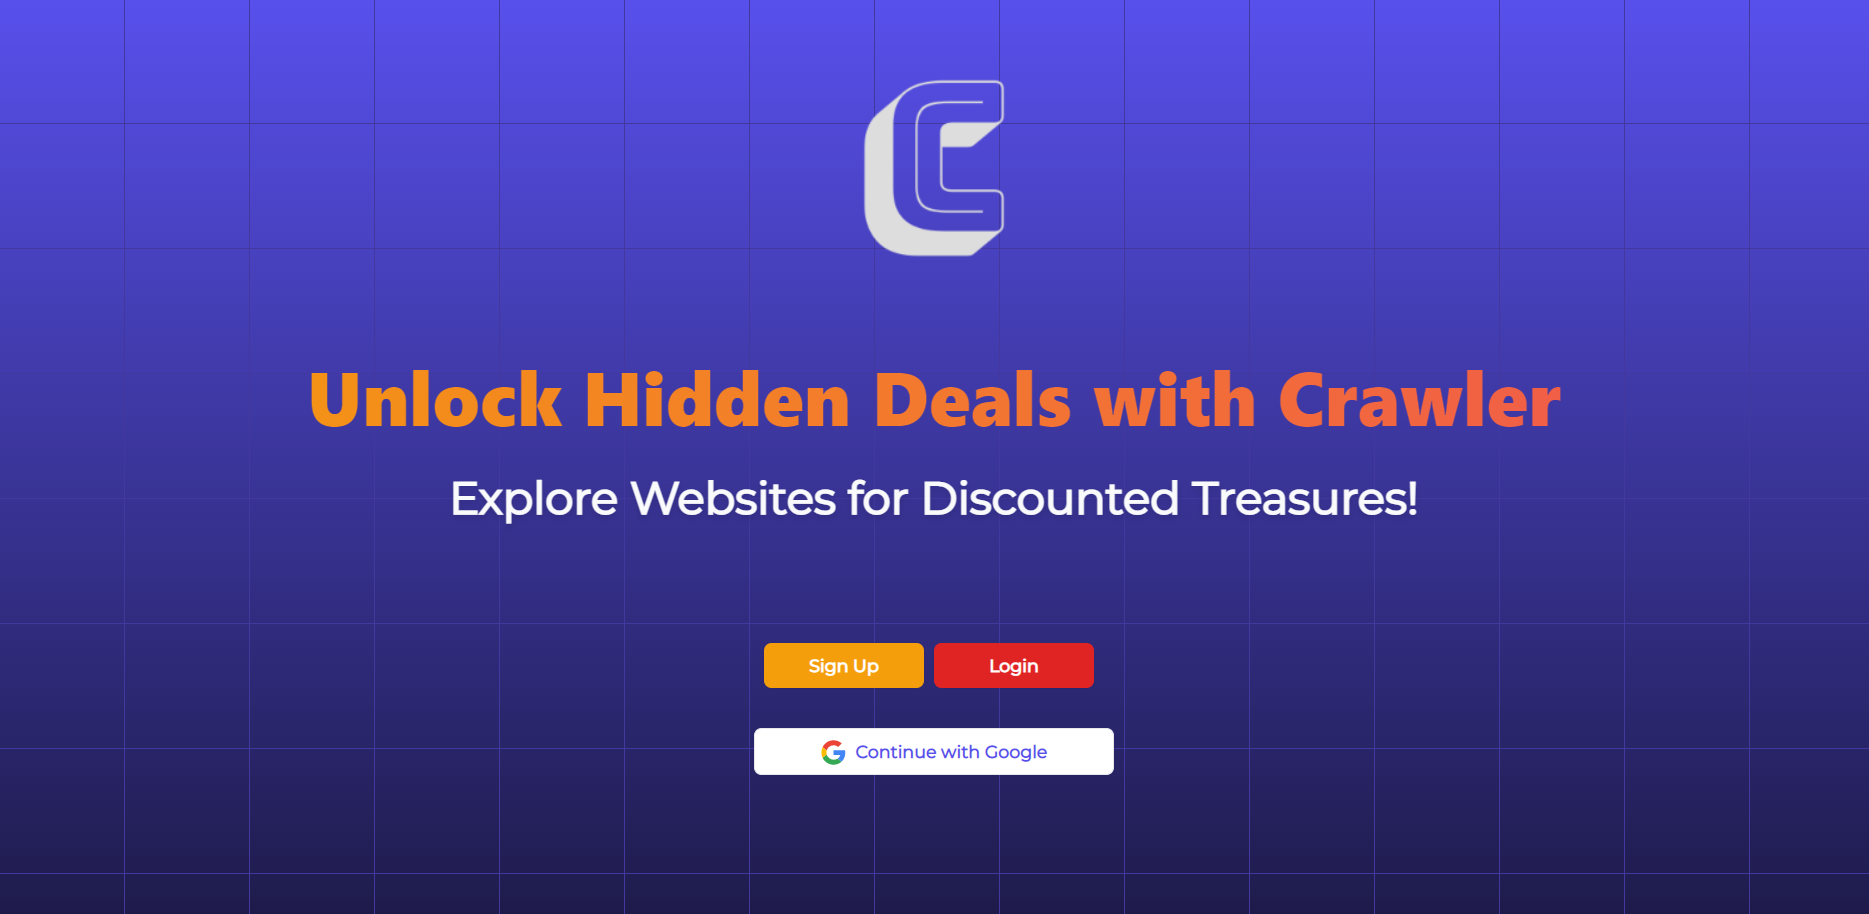 C
Unlock Hidden Deals with Crawler
Explore Websites for Discounted Treasures!
Sign Up
Login
Continue with Google